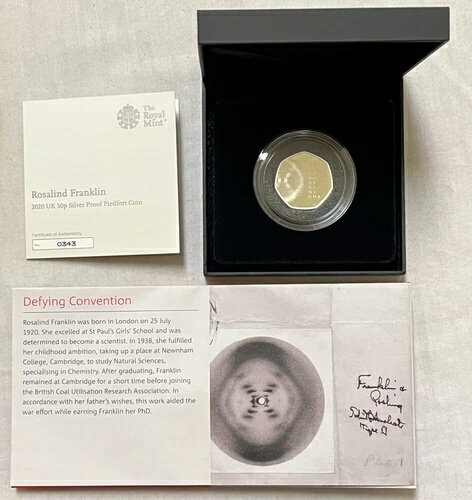 The
Royal
Mint
Rosalind Franklin
2020 UK 50p Silver Proof Piedfort Coin
Certificate of Authenticity
No. 0343
Defying Convention
Rosalind Franklin was born in London on 25 July
1920. She excelled at St Paul's Girls' School and was
determined to become a scientist. In 1938, she fulfilled
her childhood ambition, taking up a place at Newnham
College, Cambridge, to study Natural Sciences,
specialising in Chemistry. After graduating, Franklin
remained at Cambridge for a short time before joining
the British Coal Utilisation Research Association. In
accordance with her father's wishes, this work aided the
war effort while earning Franklin her PhD.
Franklin &
Gosling
Type B
Plate 1